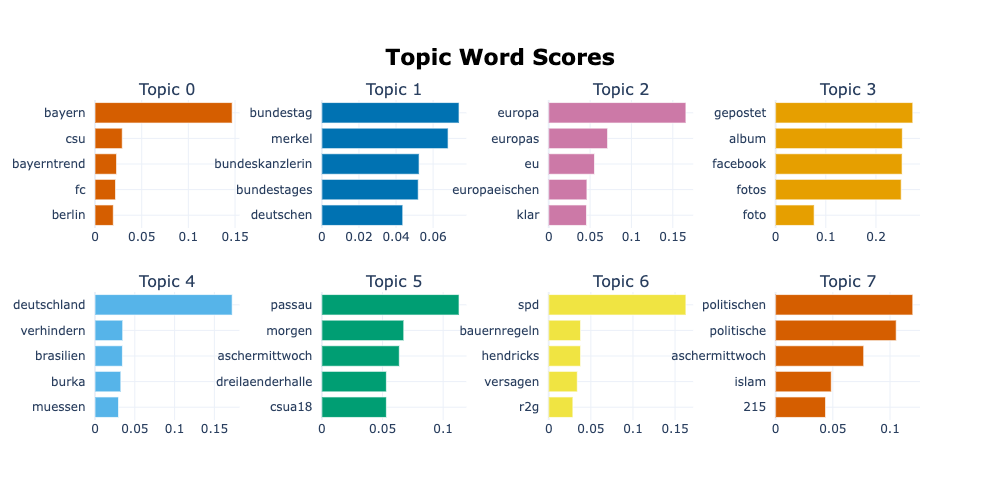 Topic Word Scores
Topic 0
bayern
csu
bayerntrend
fc
berlin
0 0.05 0.1 0.15
Topic 1
bundestag
merkel
bundeskanzlerin
bundestages
deutschen
0 0.02 0.04 0.06
Topic 2
europa
europas
eu
europaeischen
klar
0 0.05 0.1 0.15
Topic 3
gepostet
album
facebook
fotos
foto
0 0.1 0.2
Topic 4
deutschland
verhindern
brasilien
burka
muessen
0 0.05 0.1 0.15
Topic 5
passau
morgen
aschermittwoch
dreilaenderhalle
csua18
0 0.05 0.1
Topic 6
spd
bauernregeln
hendricks
versagen
r2g
0 0.05 0.1 0.15
Topic 7
politischen
politische
aschermittwoch
islam
215
0 0.05 0.1